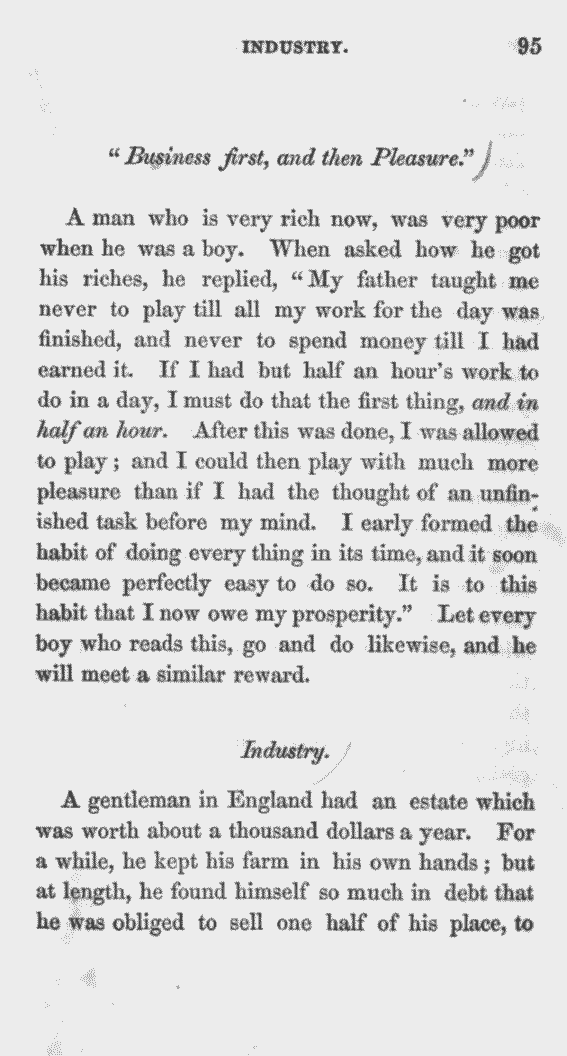 INDUSTRY. 95
“ Business first, and then Pleasure.”
A man who is very rich now, was very poor
when he was a boy. When asked how he got
his riches, he replied, “ My father taught me
never to play till all my work for the day was
finished, and never to spend money till I had
earned it. If I had but half an hour's work to
do in a day, I must do that the first thing, and in
half an hour. After this was done, I was allowed
to play ; and I could then play with much more
pleasure than if I had the thought of an unfin-
ished task before my mind. I early formed the
habit of doing every thing in its time, and it soon
became perfectly easy to do so. It is to this
habit that I now owe my prosperity.” Let every
boy who reads this, go and do likewise, and he
will meet a similar reward.
Industry.
A gentleman in England had an estate which
was worth about a thousand dollars a year. For
a while, he kept his farm in his own hands ; but
at length, he found himself so much in debt that
he was obliged to sell one half of his place, to